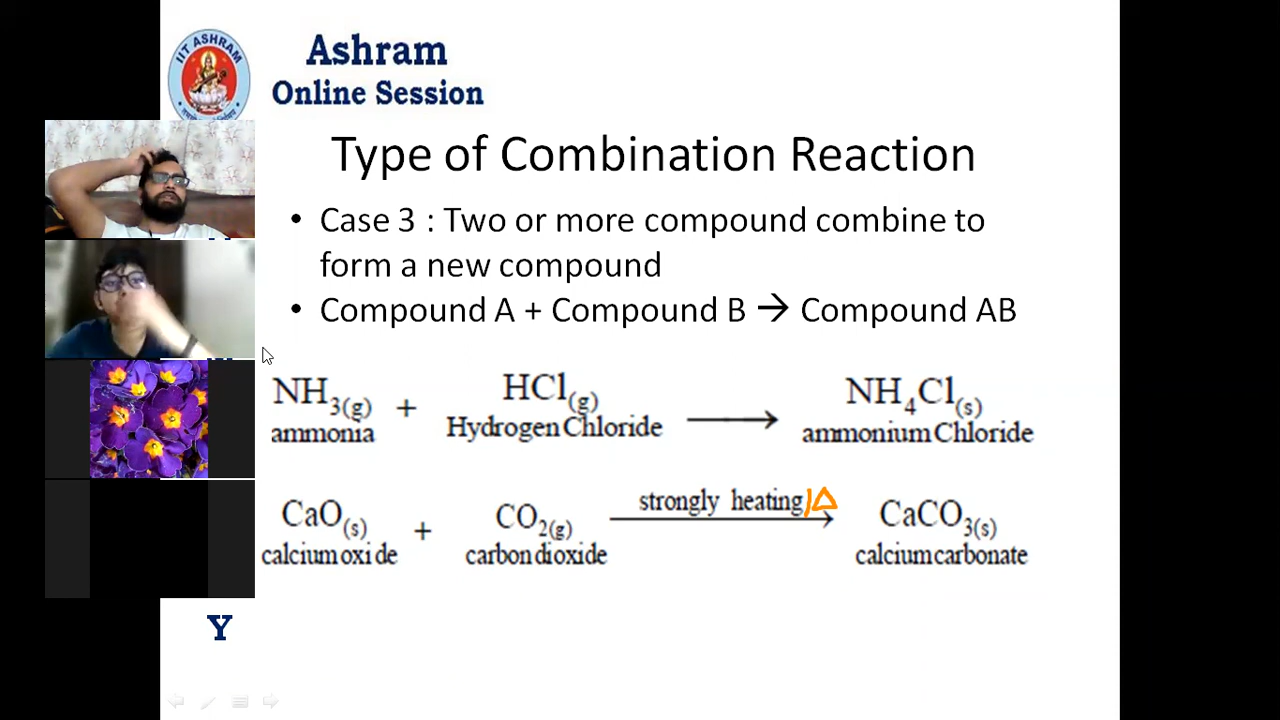 IIT ASHRAM
Ashram
Online Session
Type of Combination Reaction
• Case 3 : Two or more compound combine to
form a new compound
• Compound A + Compound B → Compound AB
NH₃(g) + HCl(g) ⟶ NH₄Cl(s)
ammonia Hydrogen Chloride ammonium Chloride
strongly heating/Δ
CaO(s) + CO₂(g) ⟶ CaCO₃(s)
calcium oxide carbon dioxide calcium carbonate
Y